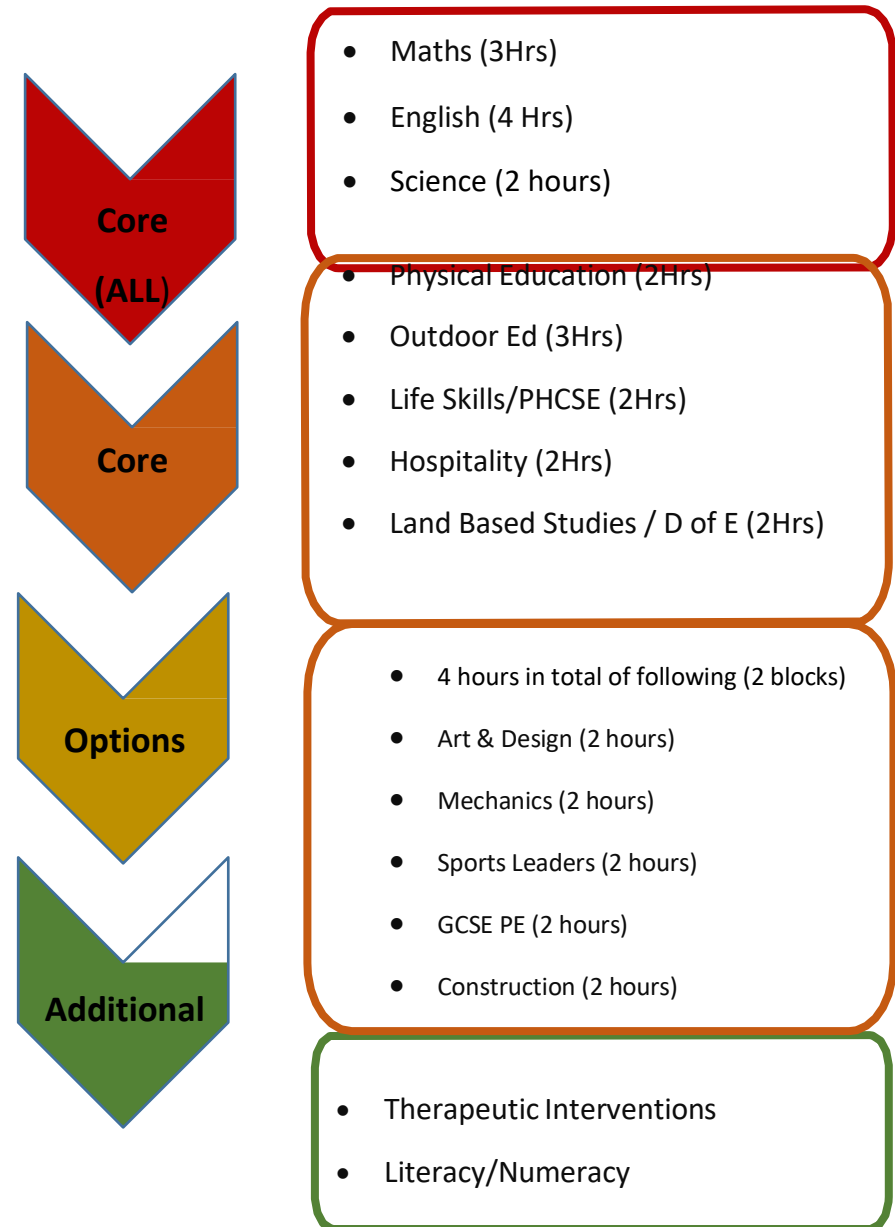 • Maths (3Hrs)
• English (4 Hrs)
• Science (2 hours)
Core
(ALL)
• Physical Education (2Hrs)
• Outdoor Ed (3Hrs)
• Life Skills/PHCSE (2Hrs)
• Hospitality (2Hrs)
• Land Based Studies / D of E (2Hrs)
Core
• 4 hours in total of following (2 blocks)
• Art & Design (2 hours)
• Mechanics (2 hours)
• Sports Leaders (2 hours)
• GCSE PE (2 hours)
• Construction (2 hours)
Options
Additional
• Therapeutic Interventions
• Literacy/Numeracy